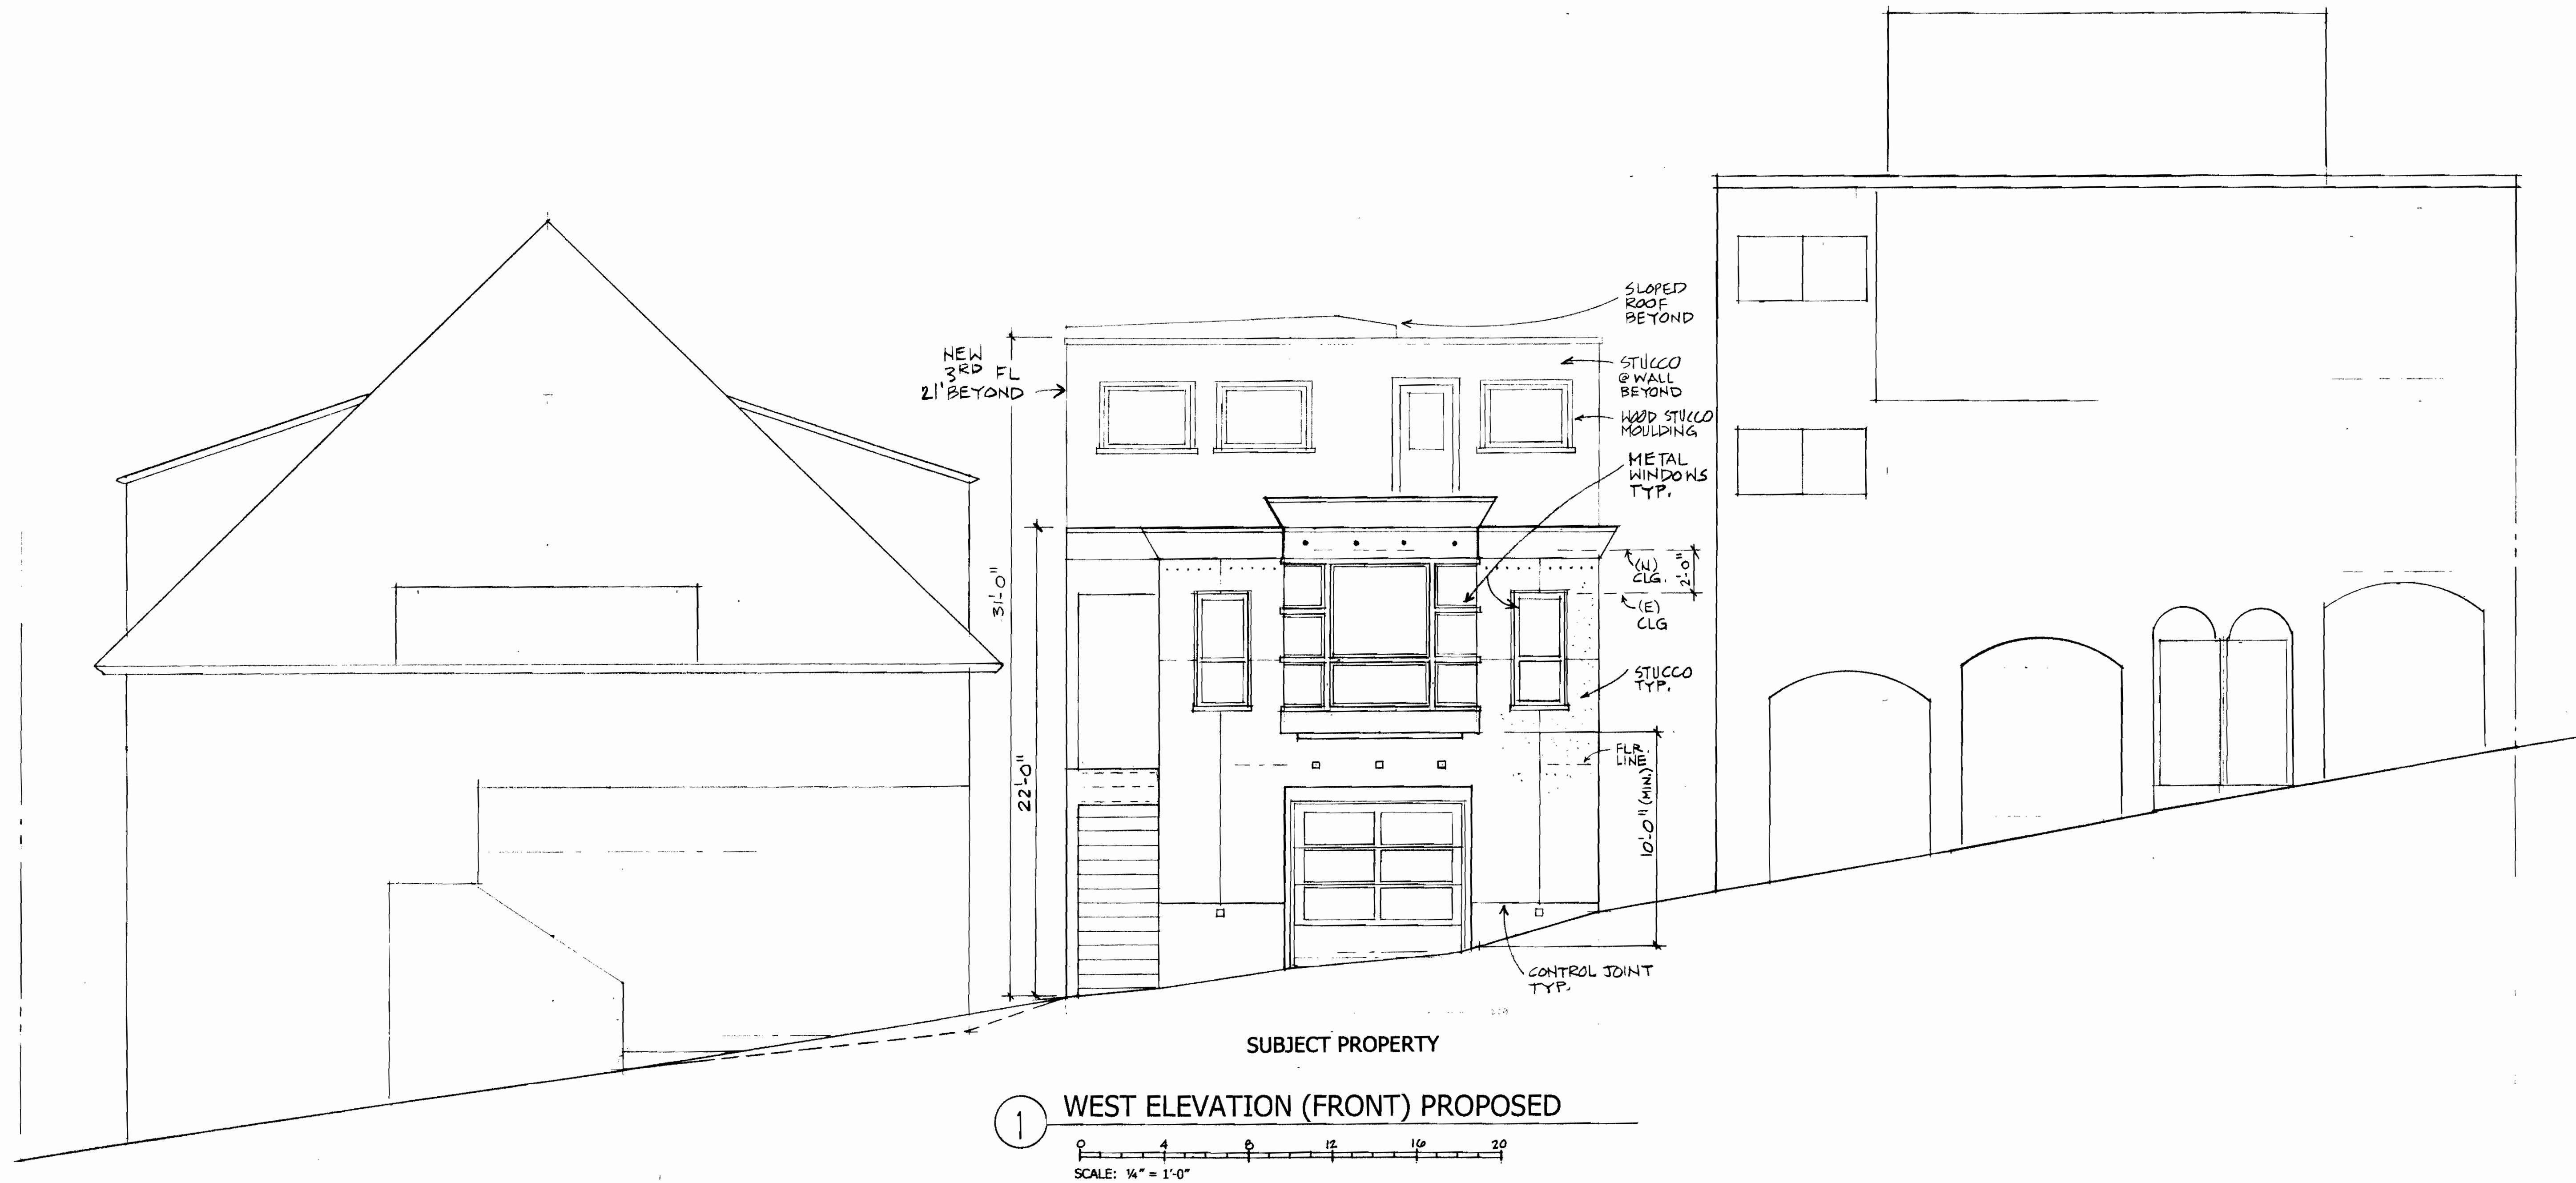 SLOPED
ROOF
BEYOND
NEW
3RD FL
21' BEYOND
STUCCO
@ WALL
BEYOND
WOOD STUCCO
MOULDING
METAL
WINDOWS
TYP.
(N)
CLG.
2'-0"
(E)
CLG
31'-0"
STUCCO
TYP.
FLR.
LINE
22'-0"
10'-0" (MIN.)
CONTROL JOINT
TYP.
SUBJECT PROPERTY
1 WEST ELEVATION (FRONT) PROPOSED
0 4 8 12 16 20
SCALE: ¼" = 1'-0"